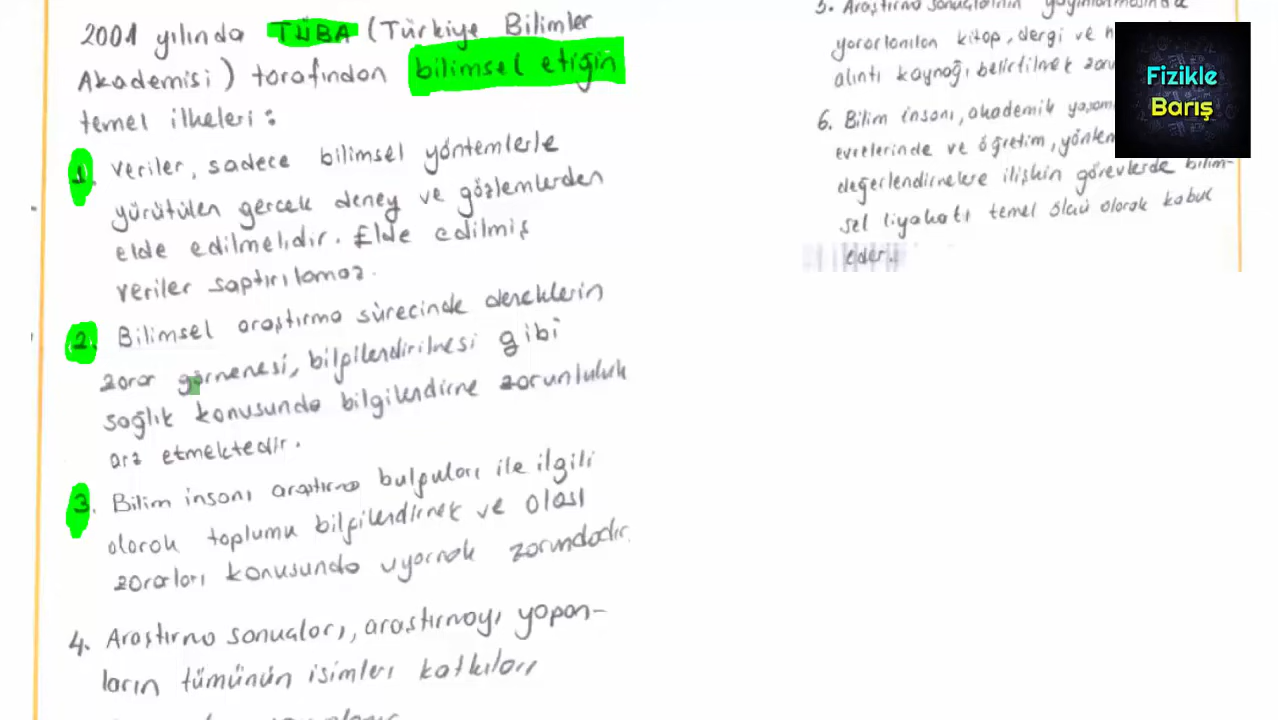 2001 yılında TÜBA (Türkiye Bilimler
Akademisi) tarafından bilimsel etiğin
temel ilkeleri:
1. Veriler, sadece bilimsel yöntemlerle
yürütülen gerçek deney ve gözlemlerden
elde edilmelidir. Elde edilmiş
veriler saptırılamaz.
2. Bilimsel araştırma sürecinde deneklerin
zarar görmemesi, bilgilendirilmesi gibi
sağlık konusunda bilgilendirme zorunluluk
arz etmektedir.
3. Bilim insanı araştırma bulguları ile ilgili
olarak toplumu bilgilendirmek ve olası
zararları konusunda uyarmak zorundadır.
4. Araştırma sonuçları, araştırmayı yapan-
ların tümünün isimleri katkıları
5. Araştırma sonuçlarının yayınlanmasında
yararlanılan kitap, dergi ve
alıntı kaynağı belirtilmek
6. Bilim insanı, akademik
evrelerinde ve öğretim,
değerlendirmelere ilişkin görevlerde bilim-
sel liyakatı temel ölçü olarak kabul
eder.
Fizikle
Barış